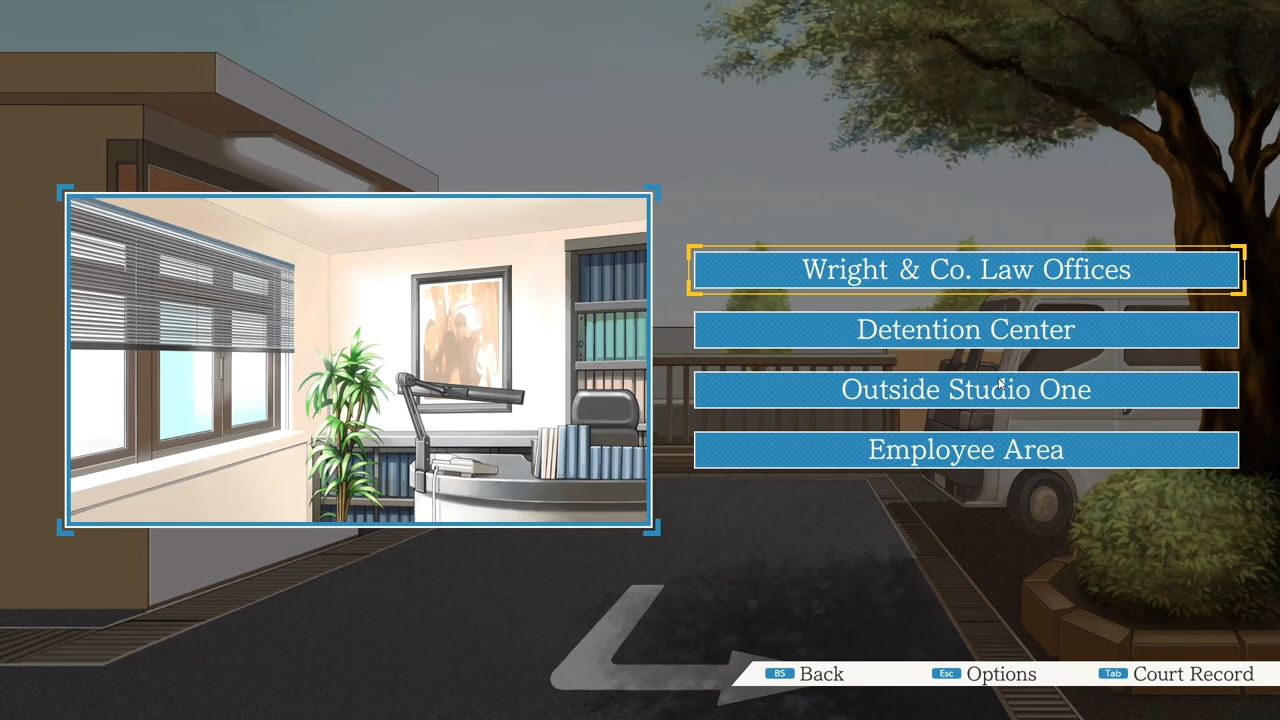 Wright & Co. Law Offices
Detention Center
Outside Studio One
Employee Area
BS Back
Esc Options
Tab Court Record